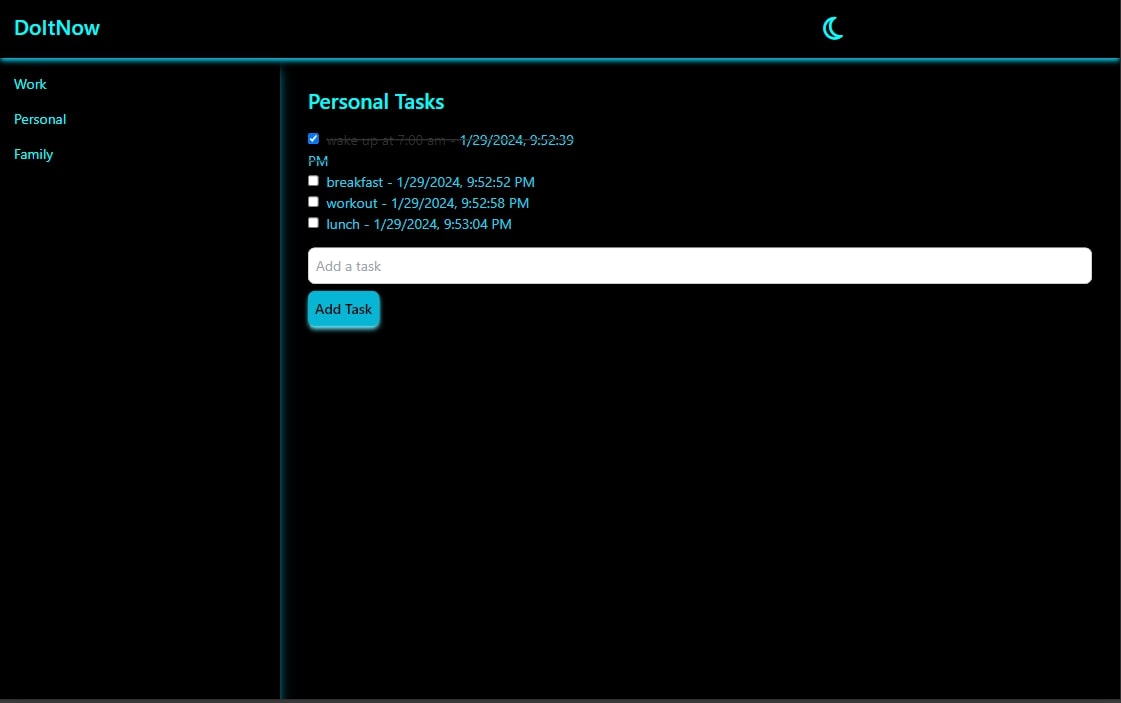 DoItNow
Work
Personal
Family
Personal Tasks
wake up at 7:00 am - 1/29/2024, 9:52:39
PM
breakfast - 1/29/2024, 9:52:52 PM
workout - 1/29/2024, 9:52:58 PM
lunch - 1/29/2024, 9:53:04 PM
Add a task
Add Task